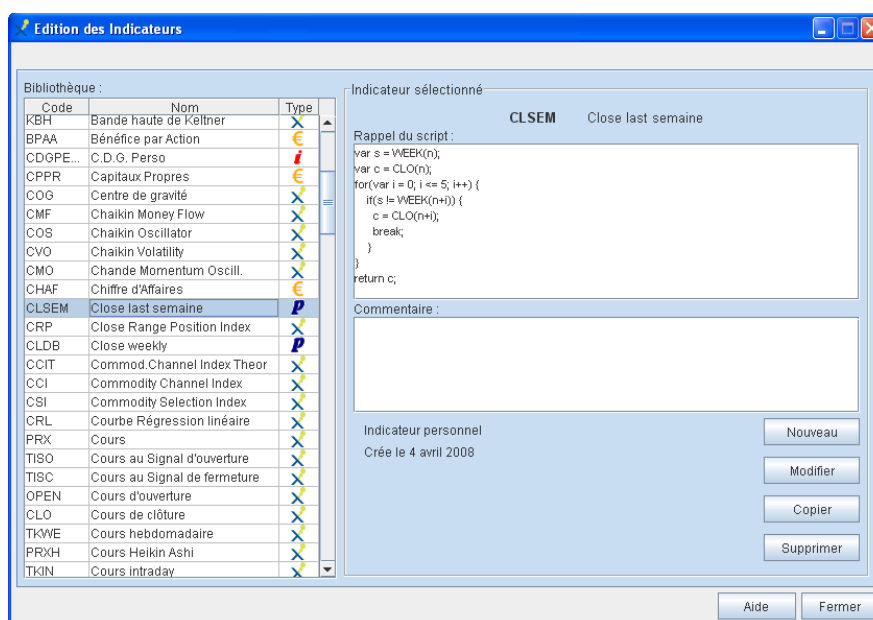 Edition des Indicateurs
Bibliothèque :
Code Nom Type
KBH Bande haute de Keltner
BPAA Bénéfice par Action €
CDGPE... C.D.G. Perso i
CPPR Capitaux Propres €
COG Centre de gravité
CMF Chaikin Money Flow
COS Chaikin Oscillator
CVO Chaikin Volatility
CMO Chande Momentum Oscill.
CHAF Chiffre d'Affaires €
CLSEM Close last semaine p
CRP Close Range Position Index
CLDB Close weekly p
CCIT Commod.Channel Index Theor
CCI Commodity Channel Index
CSI Commodity Selection Index
CRL Courbe Régression linéaire
PRX Cours
TISO Cours au Signal d'ouverture
TISC Cours au Signal de fermeture
OPEN Cours d'ouverture
CLO Cours de clôture
TKWE Cours hebdomadaire
PRXH Cours Heikin Ashi
TKIN Cours intraday
Indicateur sélectionné
CLSEM Close last semaine
Rappel du script :
var s = WEEK(n);
var c = CLO(n);
for(var i = 0; i <= 5; i++) {
if(s != WEEK(n+i)) {
c = CLO(n+i);
break;
}
}
return c;
Commentaire :
Indicateur personnel
Crée le 4 avril 2008
Nouveau
Modifier
Copier
Supprimer
Aide
Fermer